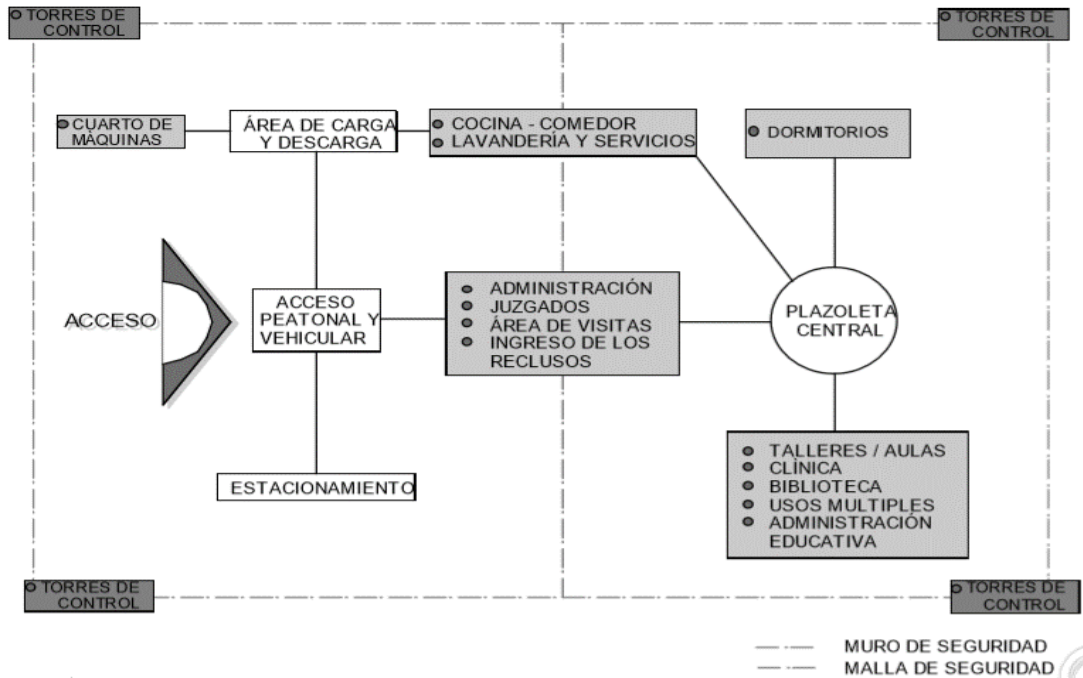 TORRES DE
CONTROL
TORRES DE
CONTROL
CUARTO DE
MÀQUINAS
ÁREA DE CARGA
Y DESCARGA
COCINA - COMEDOR
LAVANDERÍA Y SERVICIOS
DORMITORIOS
ACCESO
ACCESO
PEATONAL Y
VEHICULAR
ADMINISTRACIÓN
JUZGADOS
ÁREA DE VISITAS
INGRESO DE LOS
RECLUSOS
PLAZOLETA
CENTRAL
ESTACIONAMIENTO
TALLERES / AULAS
CLÌNICA
BIBLIOTECA
USOS MULTIPLES
ADMINISTRACIÓN
EDUCATIVA
TORRES DE
CONTROL
TORRES DE
CONTROL
MURO DE SEGURIDAD
MALLA DE SEGURIDAD